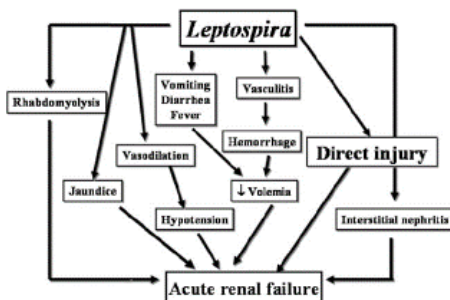 Leptospira
Vomiting
Diarrhea
Fever
Vasculitis
Rhabdomyolysis
Hemorrhage
Vasodilation
Direct injury
Jaundice
↓ Volemia
Hypotension
Interstitial nephritis
Acute renal failure